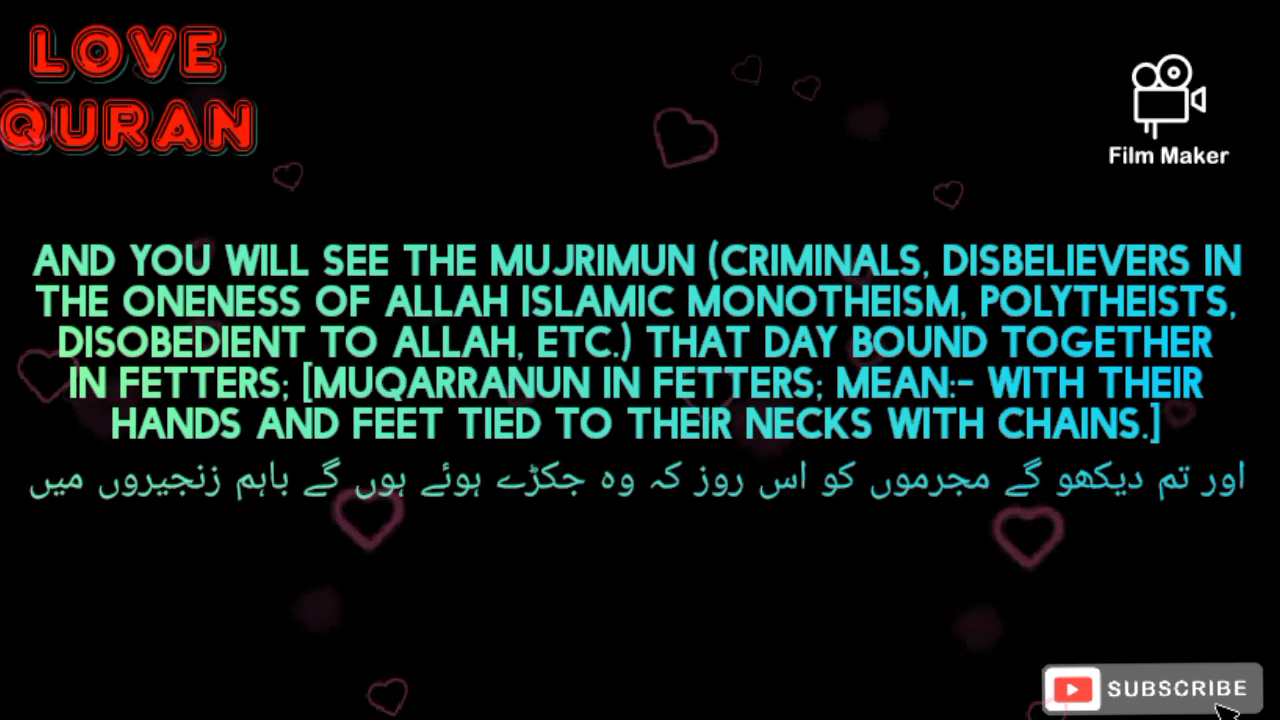 LOVE
QURAN
Film Maker
AND YOU WILL SEE THE MUJRIMUN (CRIMINALS, DISBELIEVERS IN
THE ONENESS OF ALLAH ISLAMIC MONOTHEISM, POLYTHEISTS,
DISOBEDIENT TO ALLAH, ETC.) THAT DAY BOUND TOGETHER
IN FETTERS; [MUQARRANUN IN FETTERS; MEAN:- WITH THEIR
HANDS AND FEET TIED TO THEIR NECKS WITH CHAINS.]
اور تم دیکھو گے مجرموں کو اس روز کہ وہ جکڑے ہوئے ہوں گے باہم زنجیروں میں
SUBSCRIBE